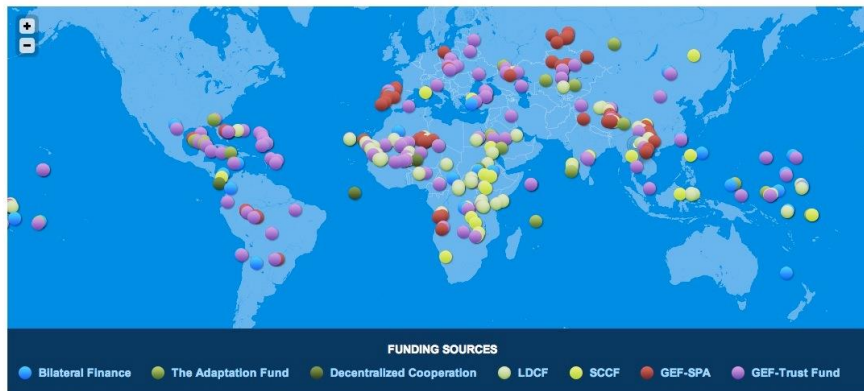 +
−
FUNDING SOURCES
Bilateral Finance The Adaptation Fund Decentralized Cooperation LDCF SCCF GEF-SPA GEF-Trust Fund